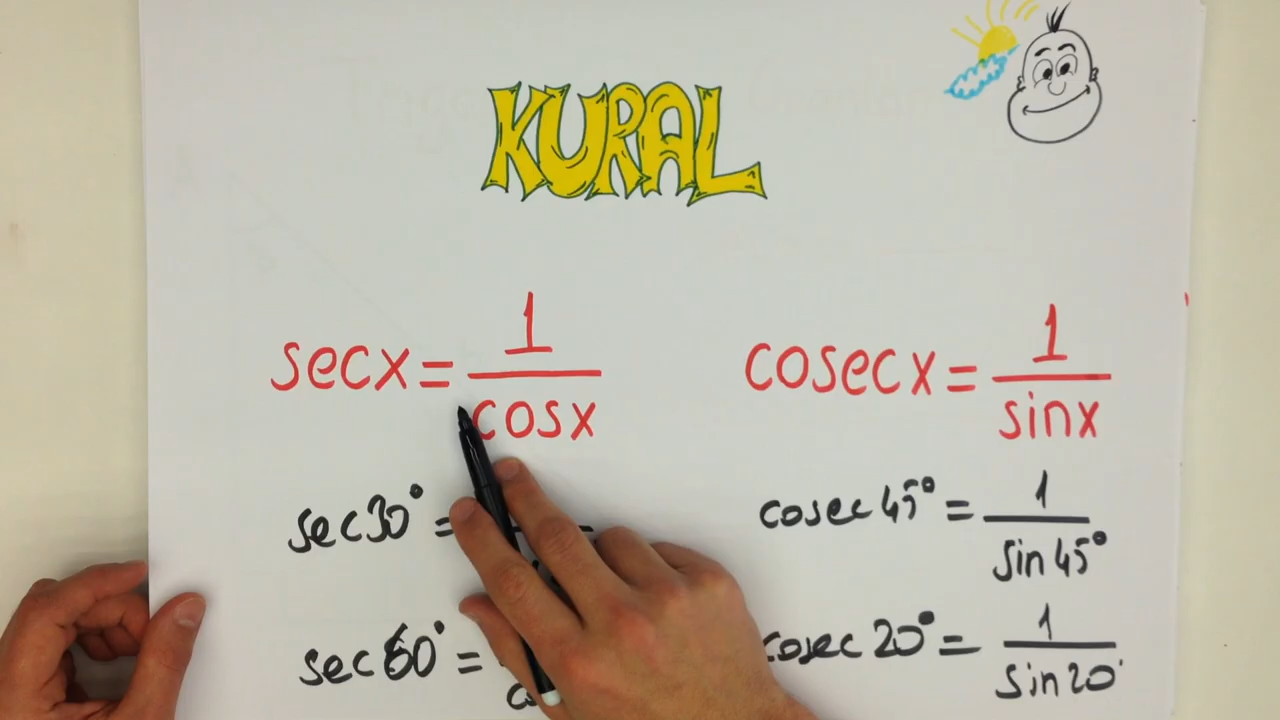 KURAL
secx = 1/cosx
cosecx = 1/sinx
sec30° =
cosec45° = 1/sin45°
sec60° =
cosec20° = 1/sin20°